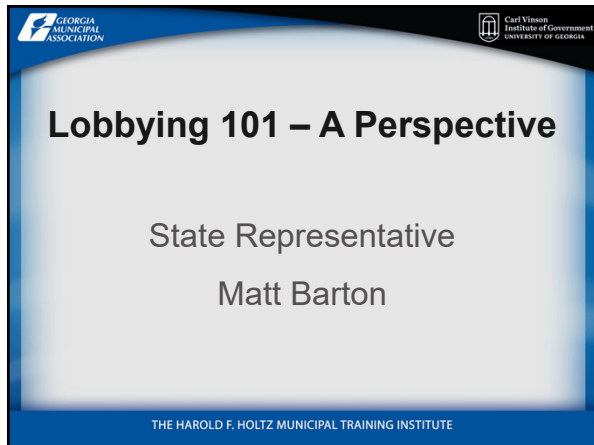 GEORGIA
MUNICIPAL
ASSOCIATION
Carl Vinson
Institute of Government
UNIVERSITY OF GEORGIA
Lobbying 101 – A Perspective
State Representative
Matt Barton
THE HAROLD F. HOLTZ MUNICIPAL TRAINING INSTITUTE